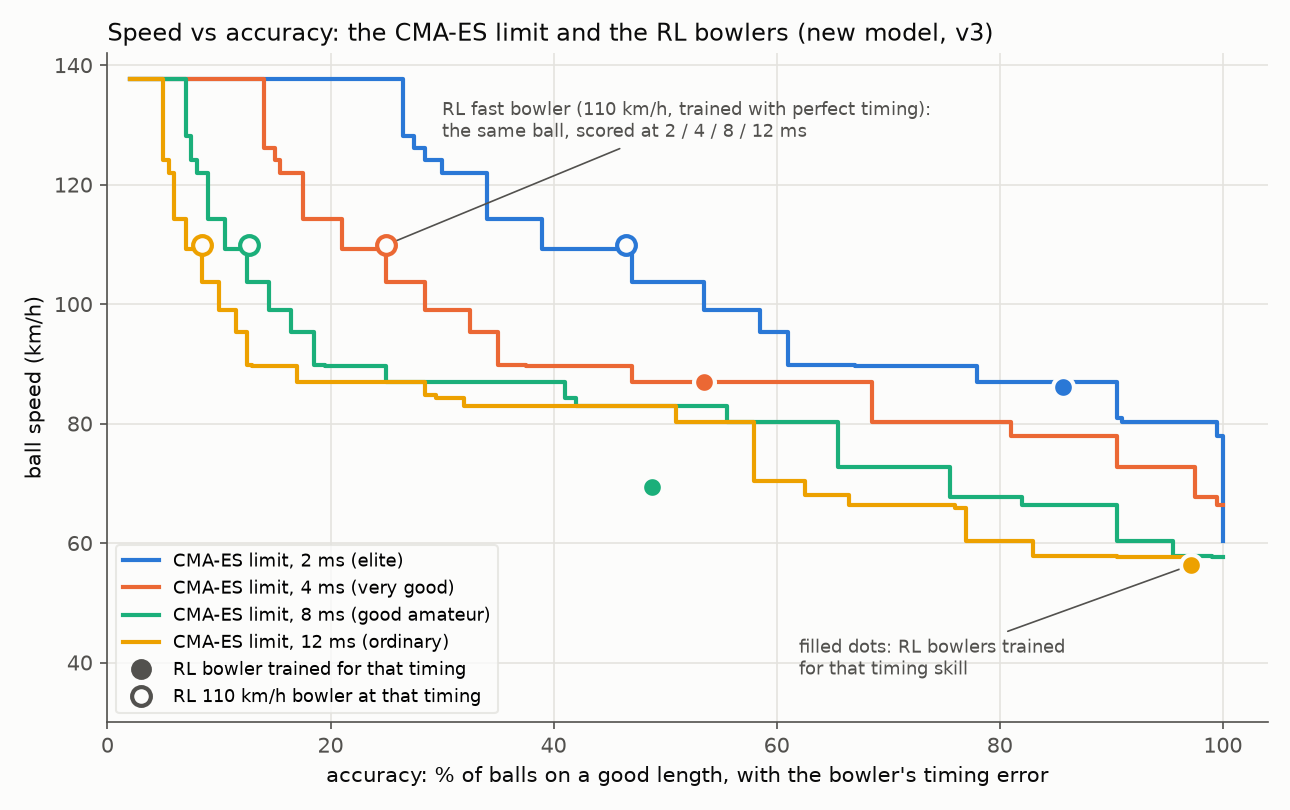 Speed vs accuracy: the CMA-ES limit and the RL bowlers (new model, v3)
140
120
100
80
60
40
ball speed (km/h)
RL fast bowler (110 km/h, trained with perfect timing):
the same ball, scored at 2 / 4 / 8 / 12 ms
CMA-ES limit, 2 ms (elite)
CMA-ES limit, 4 ms (very good)
CMA-ES limit, 8 ms (good amateur)
CMA-ES limit, 12 ms (ordinary)
RL bowler trained for that timing
RL 110 km/h bowler at that timing
filled dots: RL bowlers trained
for that timing skill
0 20 40 60 80 100
accuracy: % of balls on a good length, with the bowler's timing error